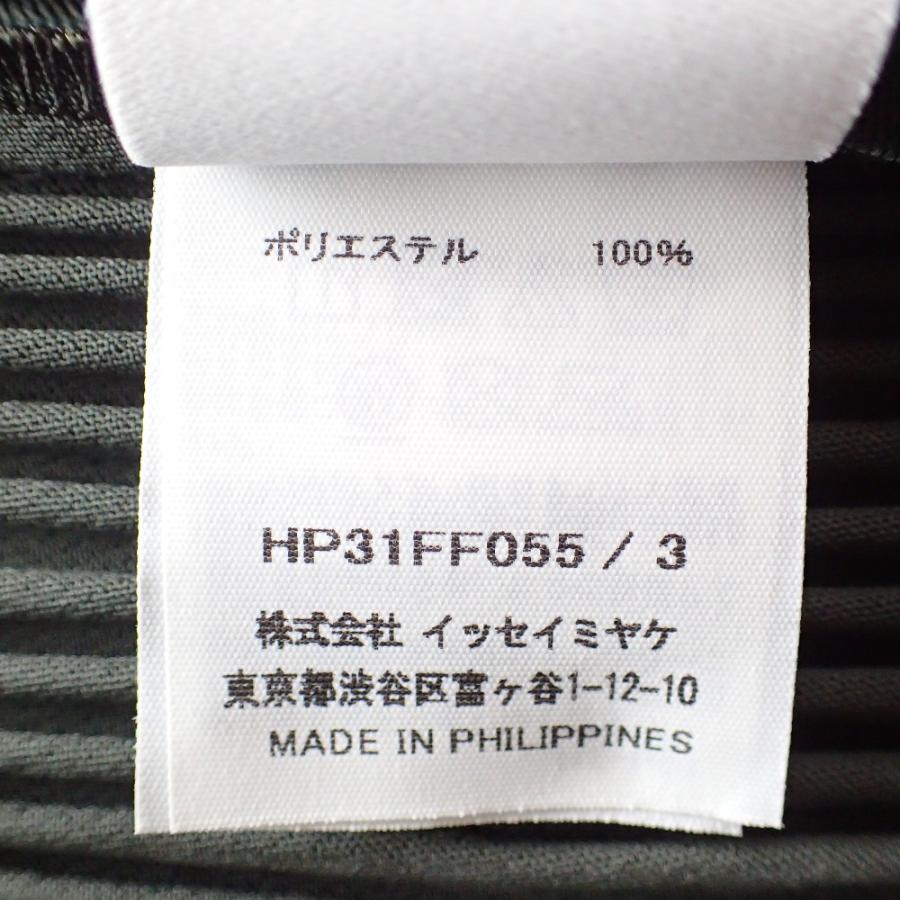 ポリエステル 100%
HP31FF055 / 3
株式会社 イッセイミヤケ
東京都渋谷区富ヶ谷1-12-10
MADE IN PHILIPPINES